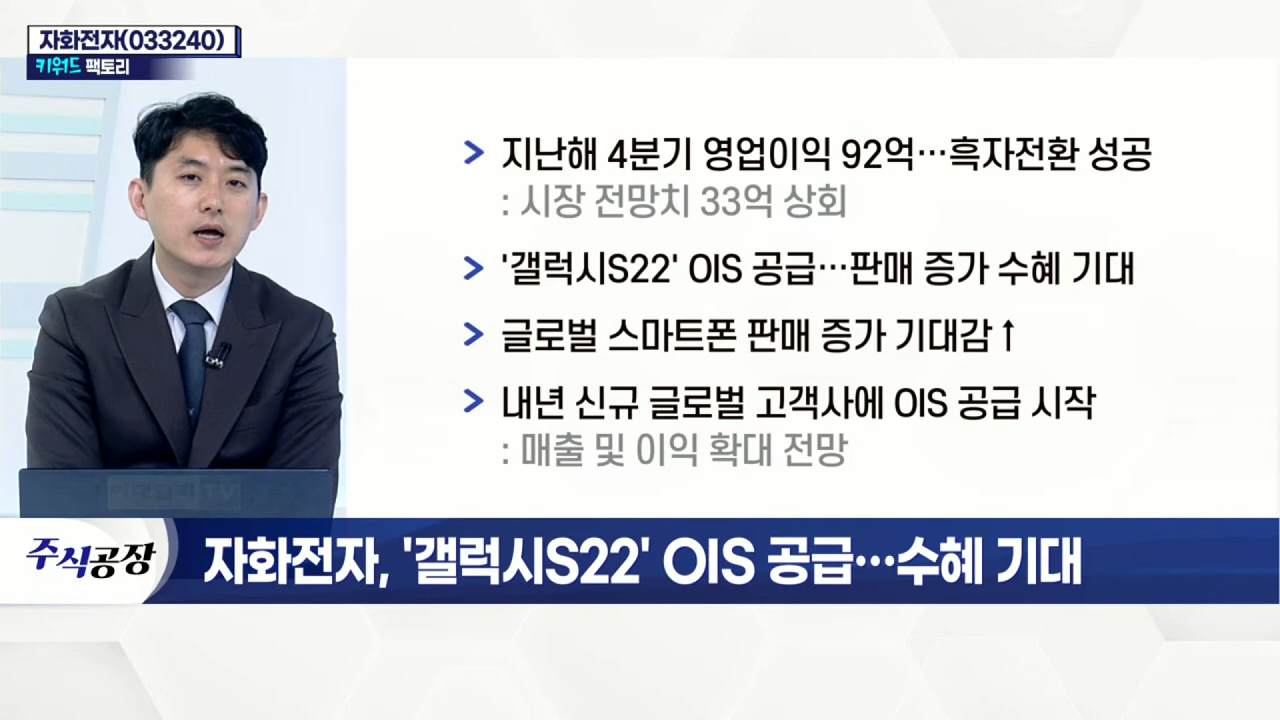 자화전자(033240)
키워드 팩토리
> 지난해 4분기 영업이익 92억…흑자전환 성공
: 시장 전망치 33억 상회
> '갤럭시S22' OIS 공급…판매 증가 수혜 기대
> 글로벌 스마트폰 판매 증가 기대감↑
> 내년 신규 글로벌 고객사에 OIS 공급 시작
: 매출 및 이익 확대 전망
주식공장
자화전자, '갤럭시S22' OIS 공급…수혜 기대